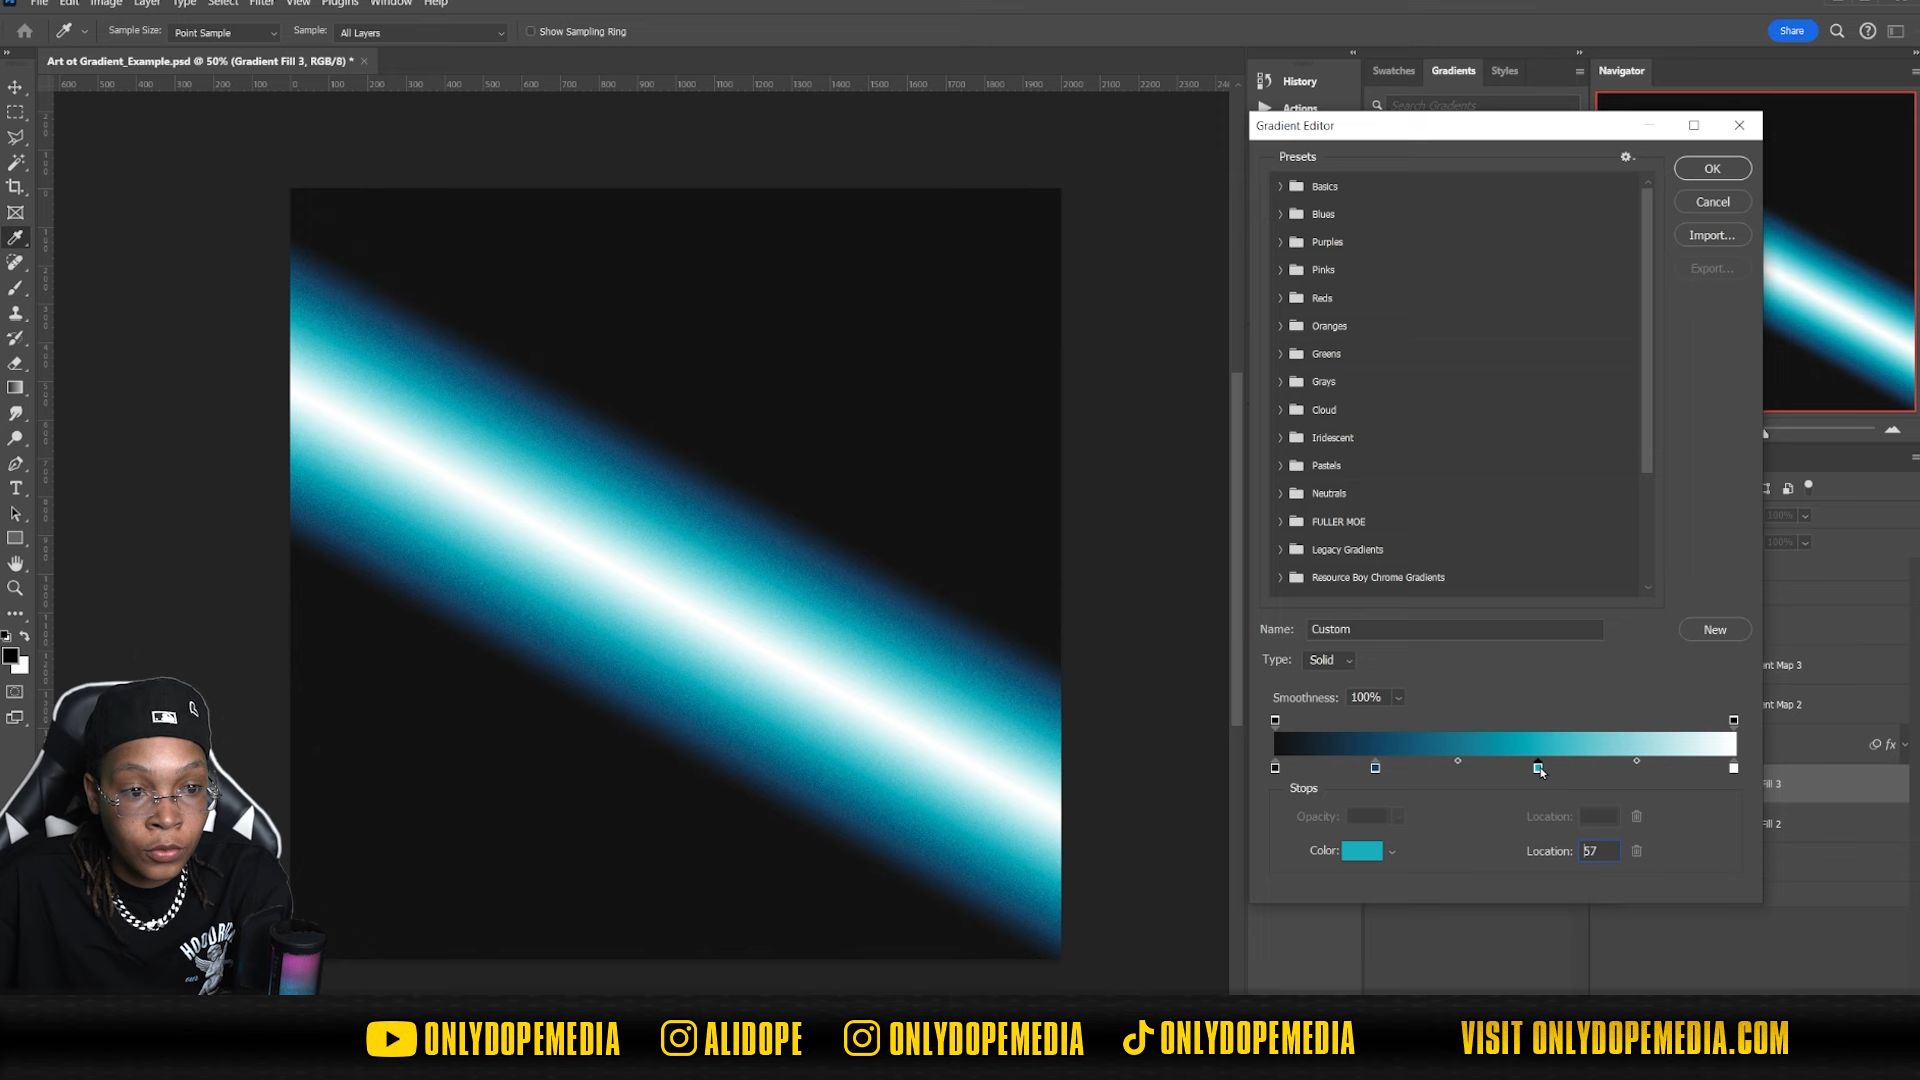 File Edit Image Layer Type Select Filter View Plugins Window Help
Sample Size: Point Sample Sample: All Layers Show Sampling Ring Share
Art ot Gradient_Example.psd @ 50% (Gradient Fill 3, RGB/8) * ×
600 500 400 300 200 100 0 100 200 300 400 500 600 700 800 900 1000 1100 1200 1300 1400 1500 1600 1700 1800 1900 2000 2100 2200 2300
History
Actions
Swatches Gradients Styles
Search Gradients
Navigator
Gradient Editor
Presets
Basics
Blues
Purples
Pinks
Reds
Oranges
Greens
Grays
Cloud
Iridescent
Pastels
Neutrals
FULLER MOE
Legacy Gradients
Resource Boy Chrome Gradients
OK
Cancel
Import...
Export...
Name: Custom New
Type: Solid
Smoothness: 100%
Stops
Opacity: Location:
Color: Location: 57
100%
100%
nt Map 3
nt Map 2
fx
ill 3
ill 2
ONLYDOPEMEDIA ALIDOPE ONLYDOPEMEDIA ONLYDOPEMEDIA VISIT ONLYDOPEMEDIA.COM